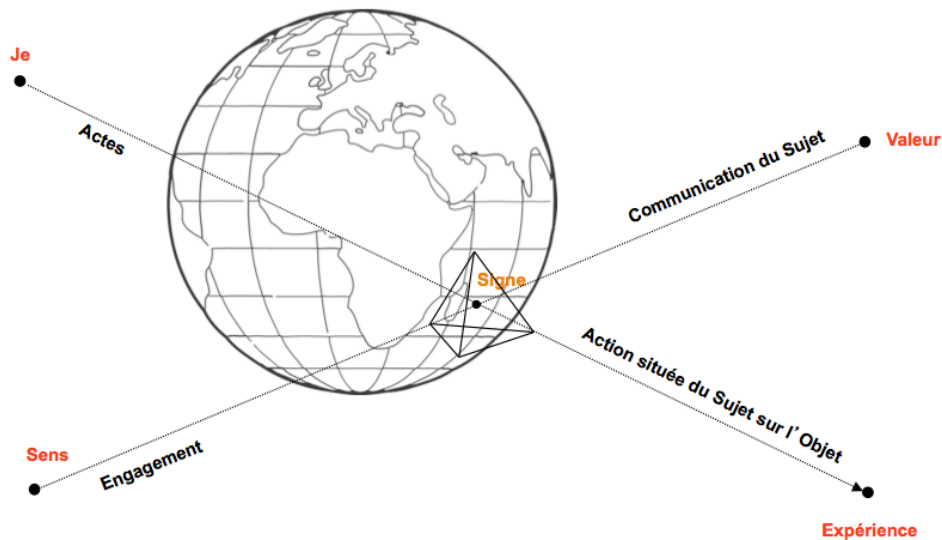 Je
Actes
Communication du Sujet
Valeur
Signe
Action située du Sujet sur l’Objet
Sens
Engagement
Expérience